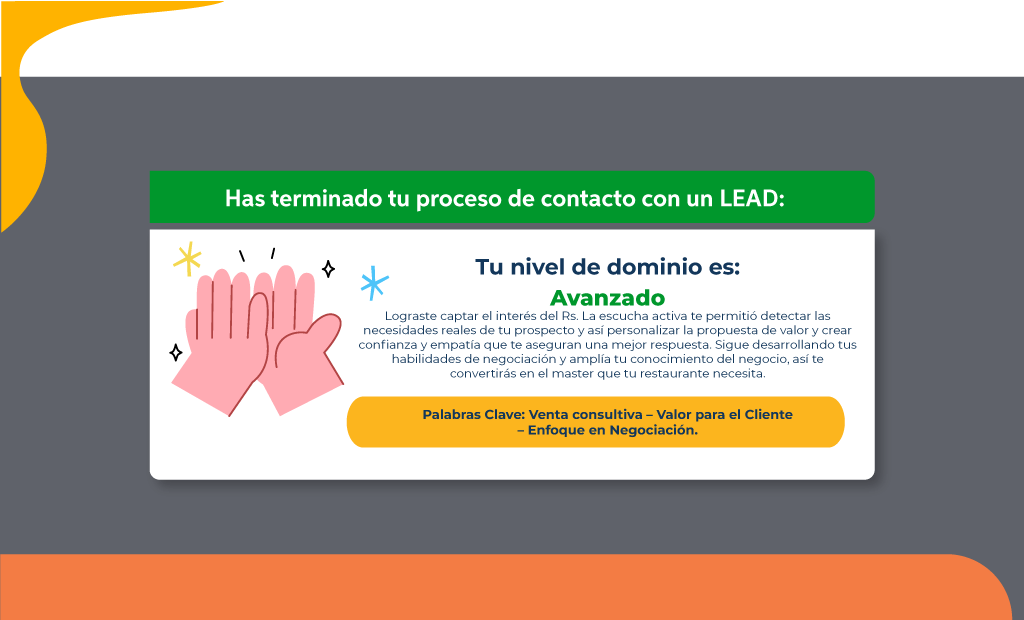 Has terminado tu proceso de contacto con un LEAD:
Tu nivel de dominio es:
Avanzado
Lograste captar el interés del Rs. La escucha activa te permitió detectar las
necesidades reales de tu prospecto y así personalizar la propuesta de valor y crear
confianza y empatía que te aseguran una mejor respuesta. Sigue desarrollando tus
habilidades de negociación y amplía tu conocimiento del negocio, así te
convertirás en el master que tu restaurante necesita.
Palabras Clave: Venta consultiva – Valor para el Cliente
– Enfoque en Negociación.